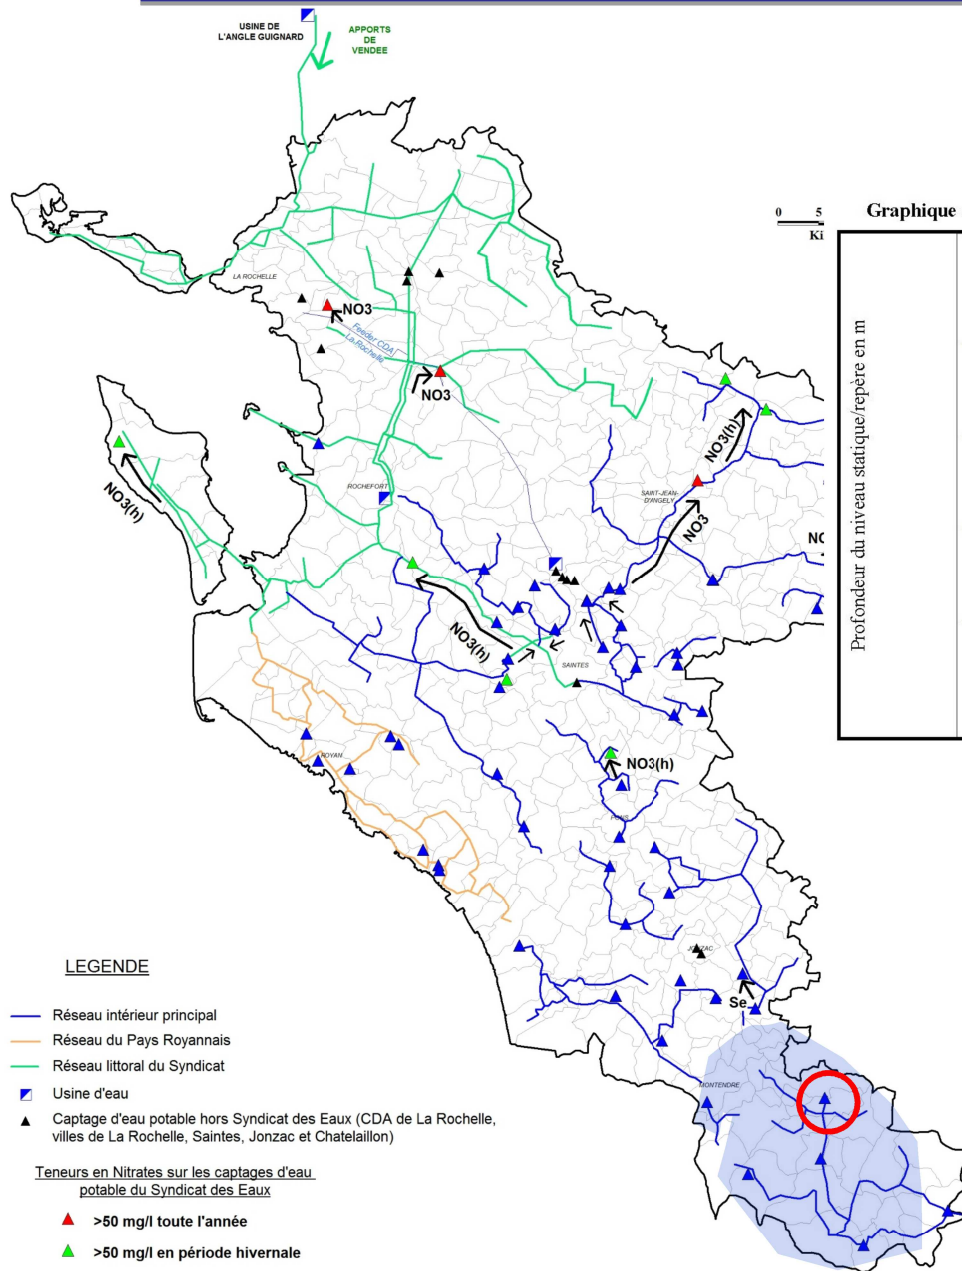 USINE DE
L'ANGLE GUIGNARD
APPORTS
DE
VENDEE
0 5
Ki
Graphique
Profondeur du niveau statique/repère en m
LA ROCHELLE
NO3
Feeder CDA
La Rochelle
NO3
NO3(h)
NO3(h)
ROCHEFORT
SAINT-JEAN-
D'ANGELY
NO3
NO3(h)
SAINTES
ROYAN
NO3(h)
PONS
JONZAC
Se
MONTENDRE
LEGENDE
Réseau intérieur principal
Réseau du Pays Royannais
Réseau littoral du Syndicat
Usine d'eau
Captage d'eau potable hors Syndicat des Eaux (CDA de La Rochelle,
villes de La Rochelle, Saintes, Jonzac et Chatelaillon)
Teneurs en Nitrates sur les captages d'eau
potable du Syndicat des Eaux
>50 mg/l toute l'année
>50 mg/l en période hivernale